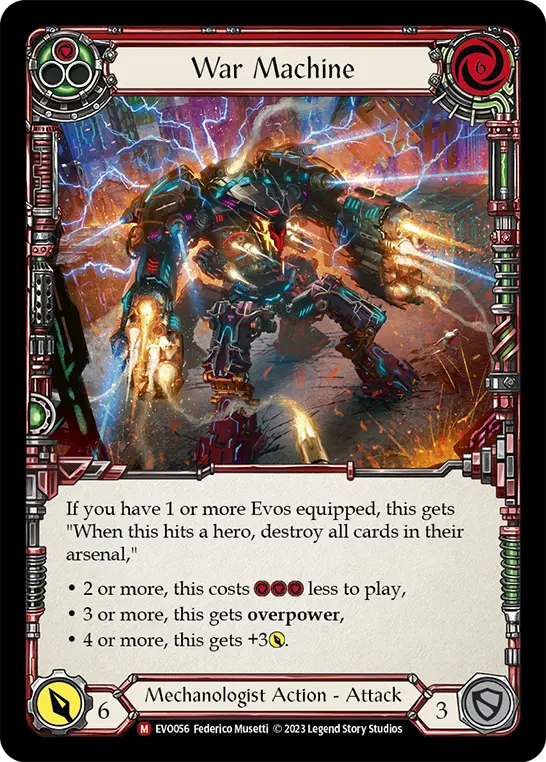 War Machine
6
If you have 1 or more Evos equipped, this gets
"When this hits a hero, destroy all cards in their
arsenal,"
• 2 or more, this costs less to play,
• 3 or more, this gets overpower,
• 4 or more, this gets +3.
6
Mechanologist Action - Attack
3
M EVO056 Federico Musetti © 2023 Legend Story Studios